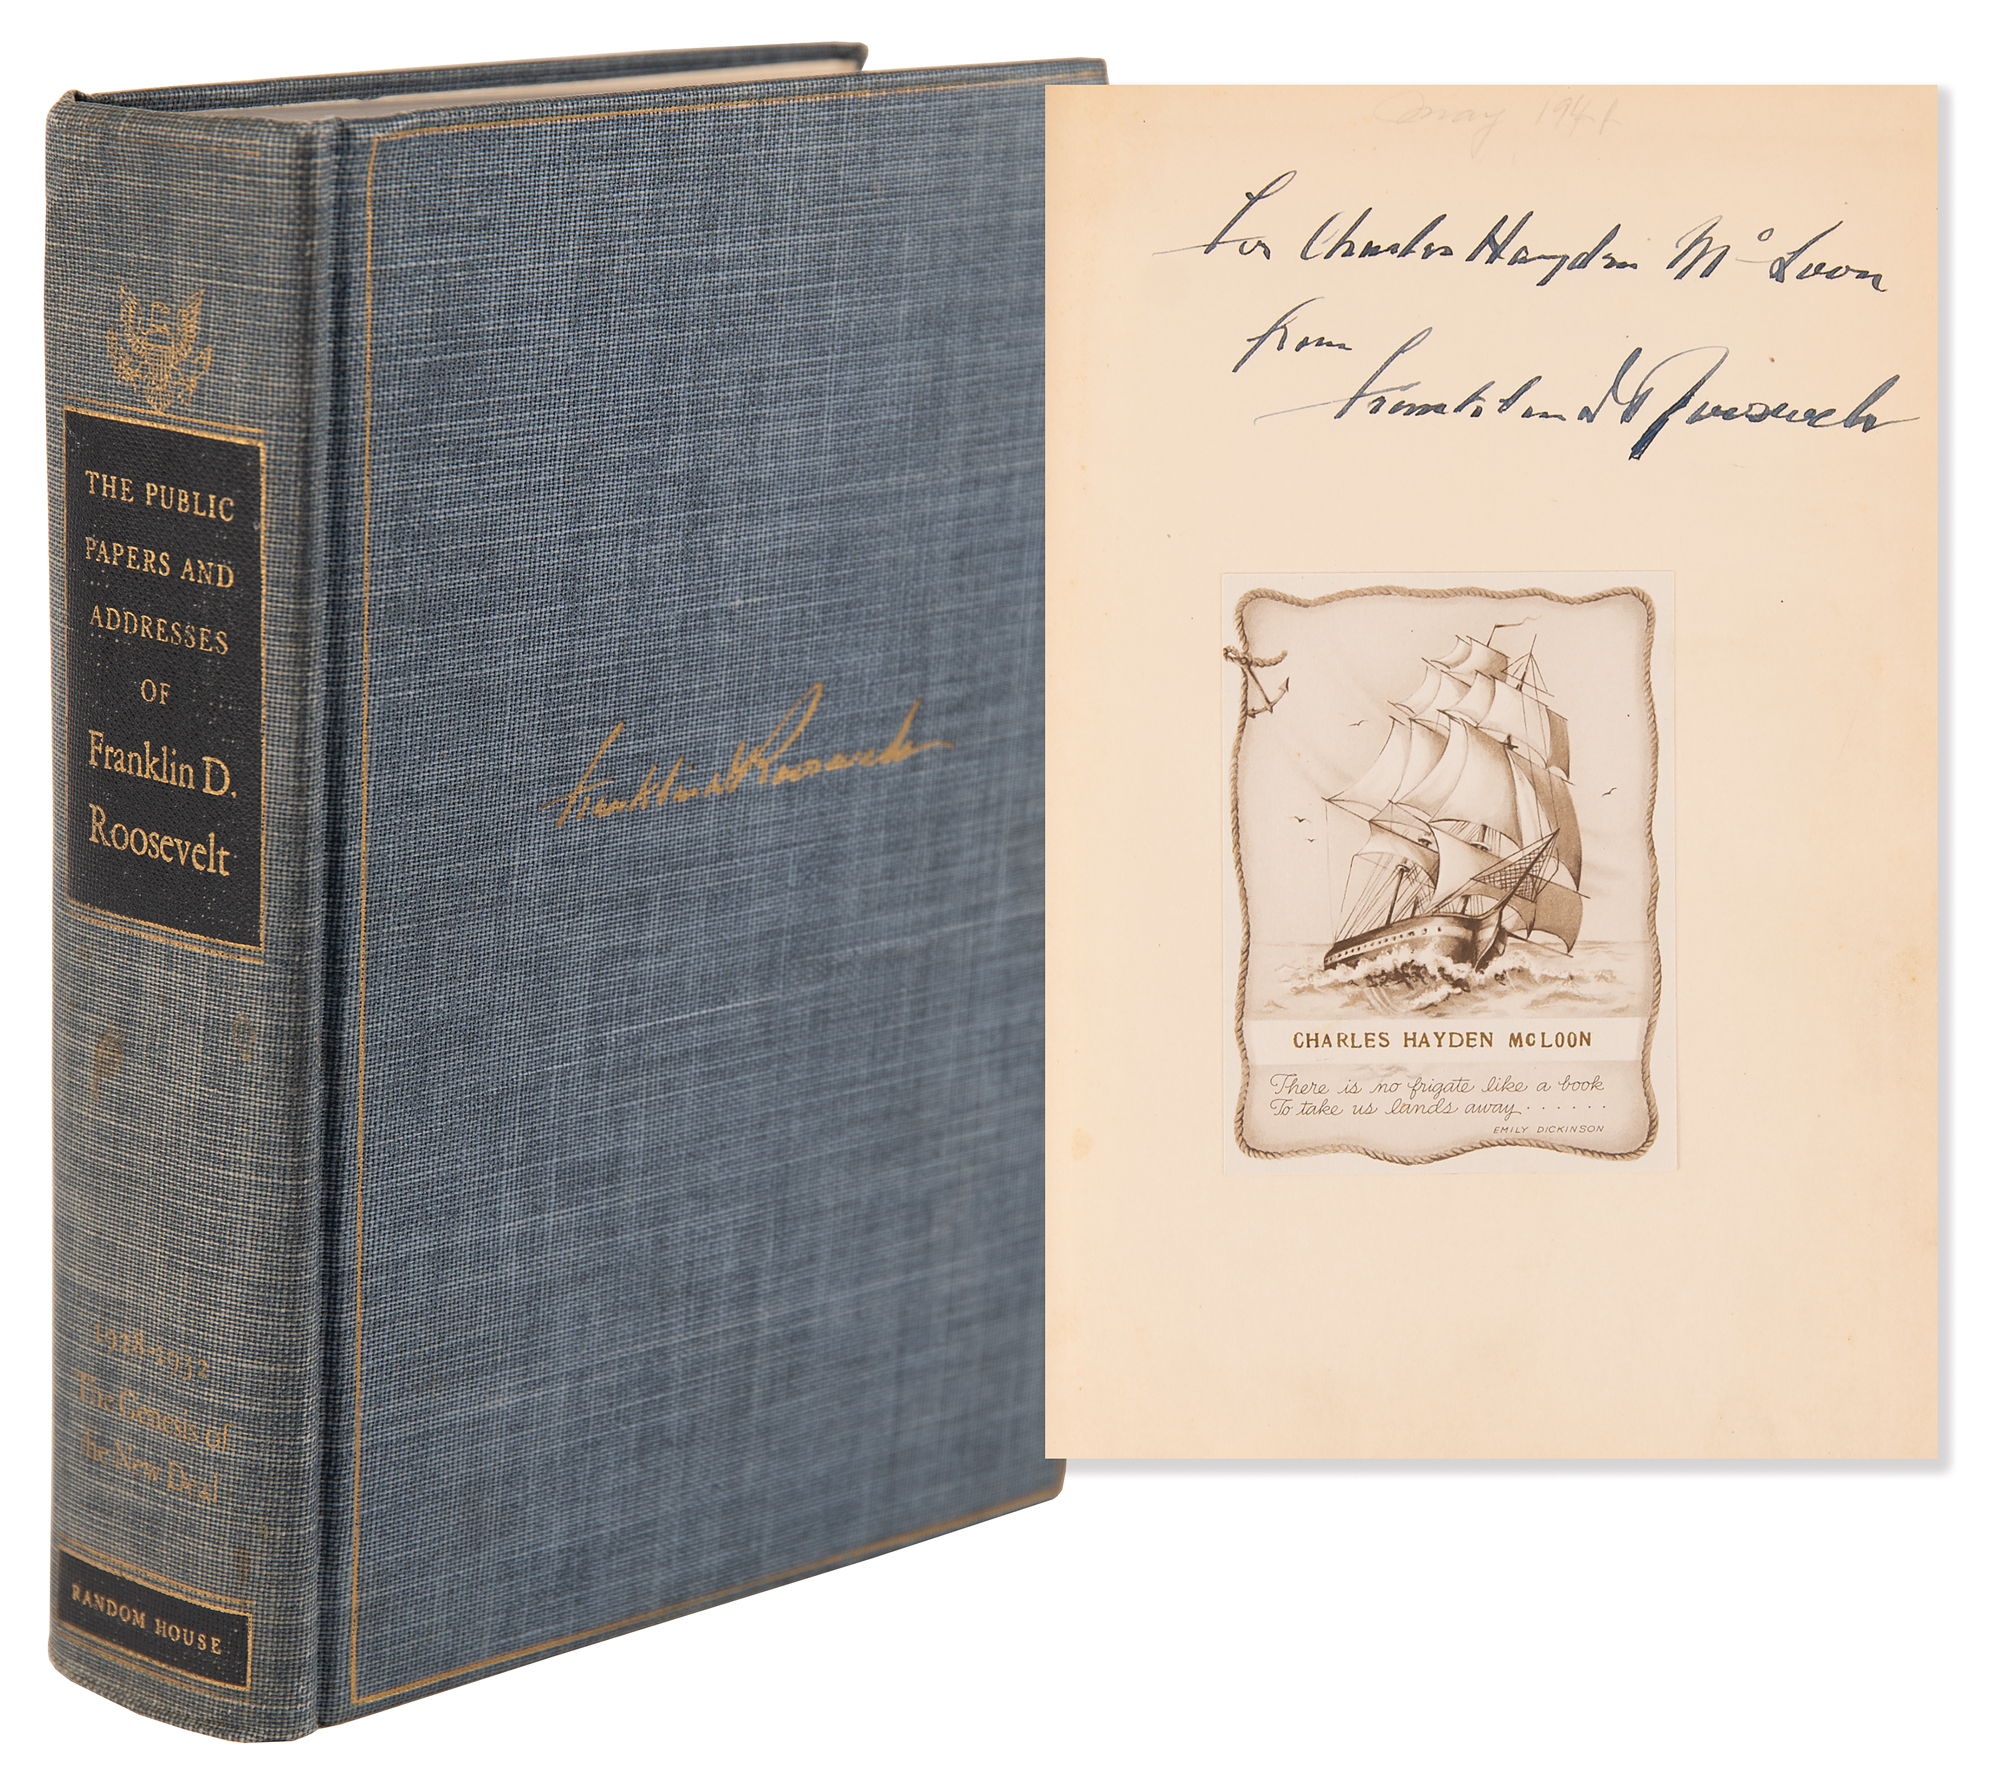 THE PUBLIC
PAPERS AND
ADDRESSES
OF
Franklin D.
Roosevelt
1928-1932
The Genesis of
the New Deal
RANDOM HOUSE
Franklin D Roosevelt
May 1941
For Charles Hayden McLoon
from
Franklin D Roosevelt
CHARLES HAYDEN McLOON
There is no frigate like a book
To take us lands away . . . . . .
EMILY DICKINSON